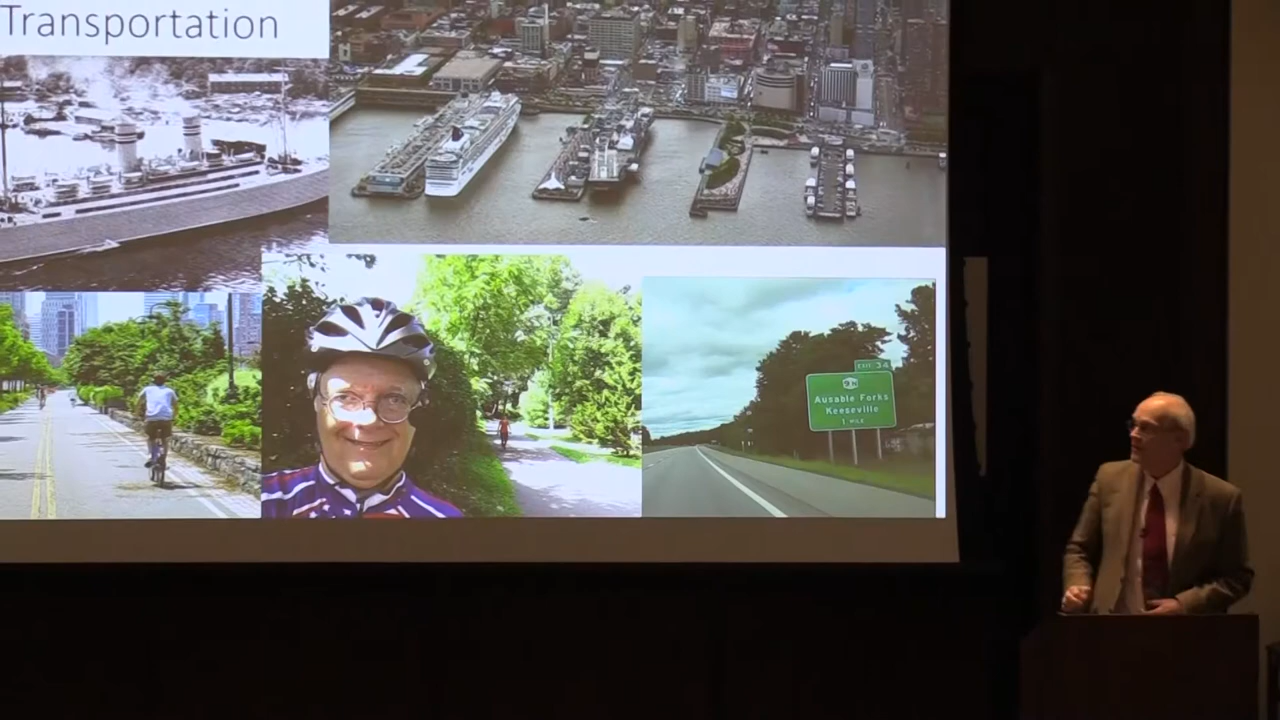 Transportation
EXIT 34
9N
Ausable Forks
Keeseville
1 MILE